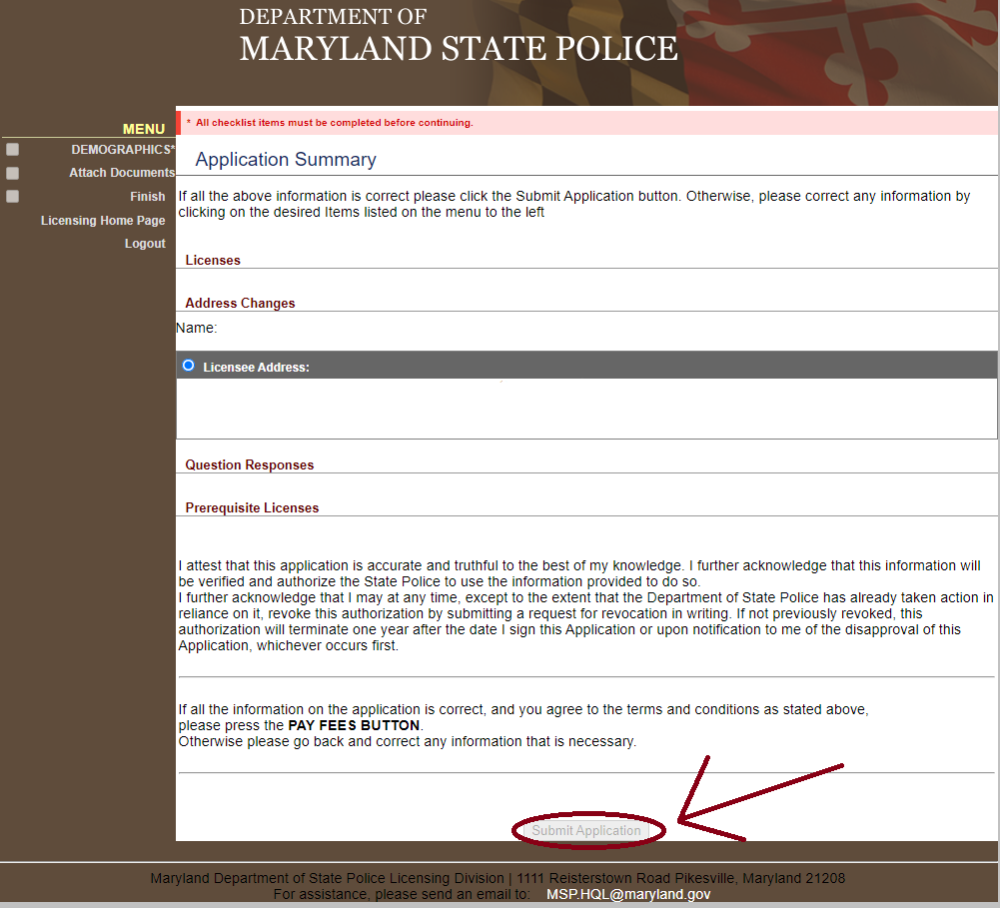 DEPARTMENT OF
MARYLAND STATE POLICE
MENU
DEMOGRAPHICS*
Attach Documents
Finish
Licensing Home Page
Logout
* All checklist items must be completed before continuing.
Application Summary
If all the above information is correct please click the Submit Application button. Otherwise, please correct any information by
clicking on the desired Items listed on the menu to the left
Licenses
Address Changes
Name:
Licensee Address:
Question Responses
Prerequisite Licenses
I attest that this application is accurate and truthful to the best of my knowledge. I further acknowledge that this information will
be verified and authorize the State Police to use the information provided to do so.
I further acknowledge that I may at any time, except to the extent that the Department of State Police has already taken action in
reliance on it, revoke this authorization by submitting a request for revocation in writing. If not previously revoked, this
authorization will terminate one year after the date I sign this Application or upon notification to me of the disapproval of this
Application, whichever occurs first.
If all the information on the application is correct, and you agree to the terms and conditions as stated above,
please press the PAY FEES BUTTON.
Otherwise please go back and correct any information that is necessary.
Submit Application
Maryland Department of State Police Licensing Division | 1111 Reisterstown Road Pikesville, Maryland 21208
For assistance, please send an email to: MSP.HQL@maryland.gov